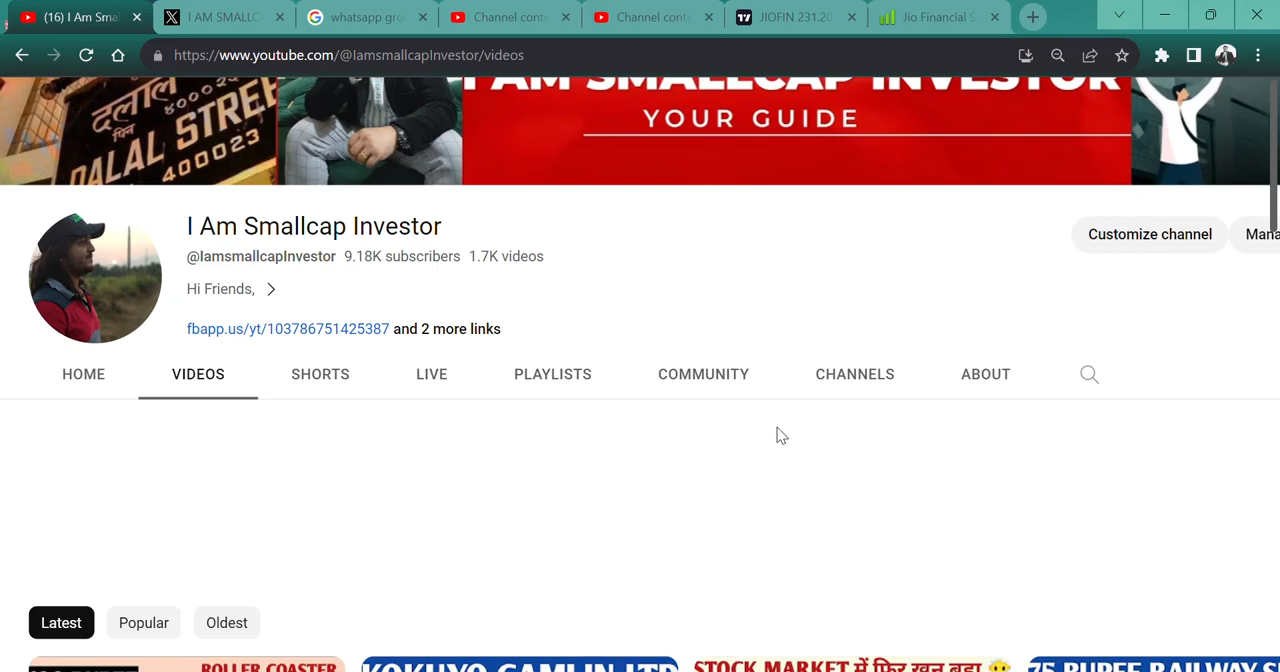 (16) I Am Sma
I AM SMALLC
whatsapp gro
Channel cont
Channel cont
JIOFIN 231.20
Jio Financial S
https://www.youtube.com/@IamsmallcapInvestor/videos
दलाल
पिन ४०००२३
DALAL STREET
400023
I AM SMALLCAP INVESTOR
YOUR GUIDE
I Am Smallcap Investor
@IamsmallcapInvestor 9.18K subscribers 1.7K videos
Customize channel
Mana
Hi Friends,
fbapp.us/yt/103786751425387 and 2 more links
HOME
VIDEOS
SHORTS
LIVE
PLAYLISTS
COMMUNITY
CHANNELS
ABOUT
Latest
Popular
Oldest
ROLLER COASTER
KOKUYO CAMLIN LTD
STOCK MARKET में फिर खून बहा
75 RUPEE RAILWAY